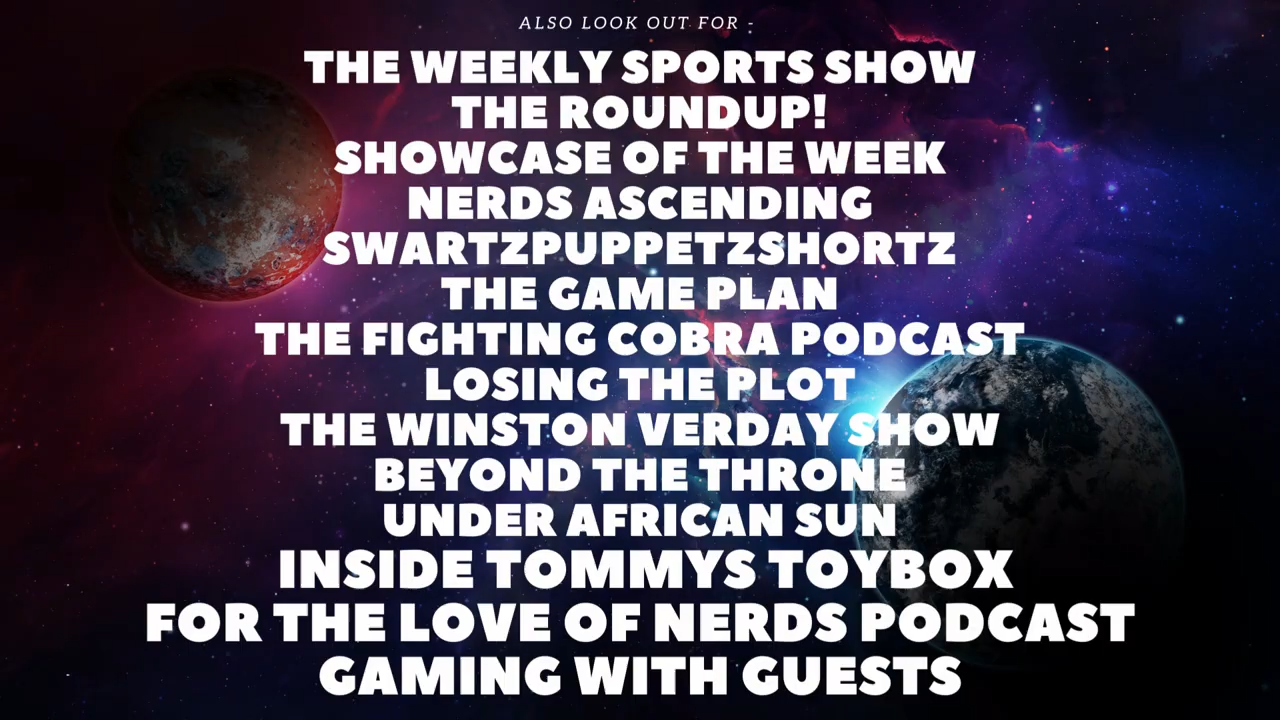 ALSO LOOK OUT FOR -
THE WEEKLY SPORTS SHOW
THE ROUNDUP!
SHOWCASE OF THE WEEK
NERDS ASCENDING
SWARTZPUPPETZSHORTZ
THE GAME PLAN
THE FIGHTING COBRA PODCAST
LOSING THE PLOT
THE WINSTON VERDAY SHOW
BEYOND THE THRONE
UNDER AFRICAN SUN
INSIDE TOMMYS TOYBOX
FOR THE LOVE OF NERDS PODCAST
GAMING WITH GUESTS